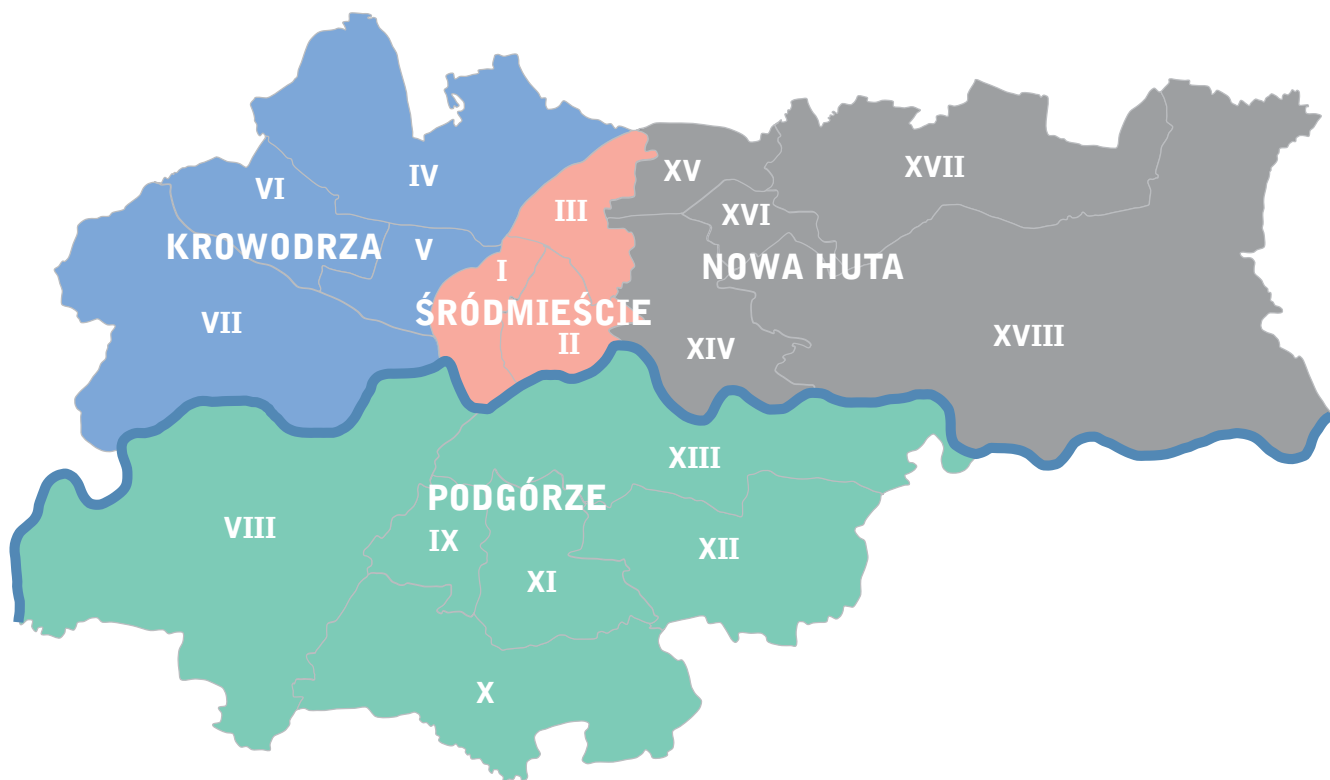 IV
XV
XVII
VI
III
XVI
KROWODRZA
V
I
NOWA HUTA
ŚRÓDMIEŚCIE
VII
II
XIV
XVIII
XIII
PODGÓRZE
VIII
IX
XII
XI
X